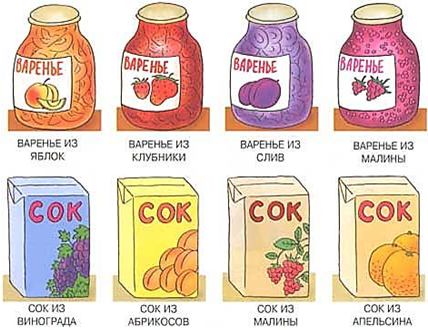 ВАРЕНЬЕ
ВАРЕНЬЕ
ВАРЕНЬЕ
ВАРЕНЬЕ
ВАРЕНЬЕ ИЗ
ЯБЛОК
ВАРЕНЬЕ ИЗ
КЛУБНИКИ
ВАРЕНЬЕ ИЗ
СЛИВ
ВАРЕНЬЕ ИЗ
МАЛИНЫ
СОК
СОК
СОК
СОК
СОК ИЗ
ВИНОГРАДА
СОК ИЗ
АБРИКОСОВ
СОК ИЗ
МАЛИНЫ
СОК ИЗ
АПЕЛЬСИНА